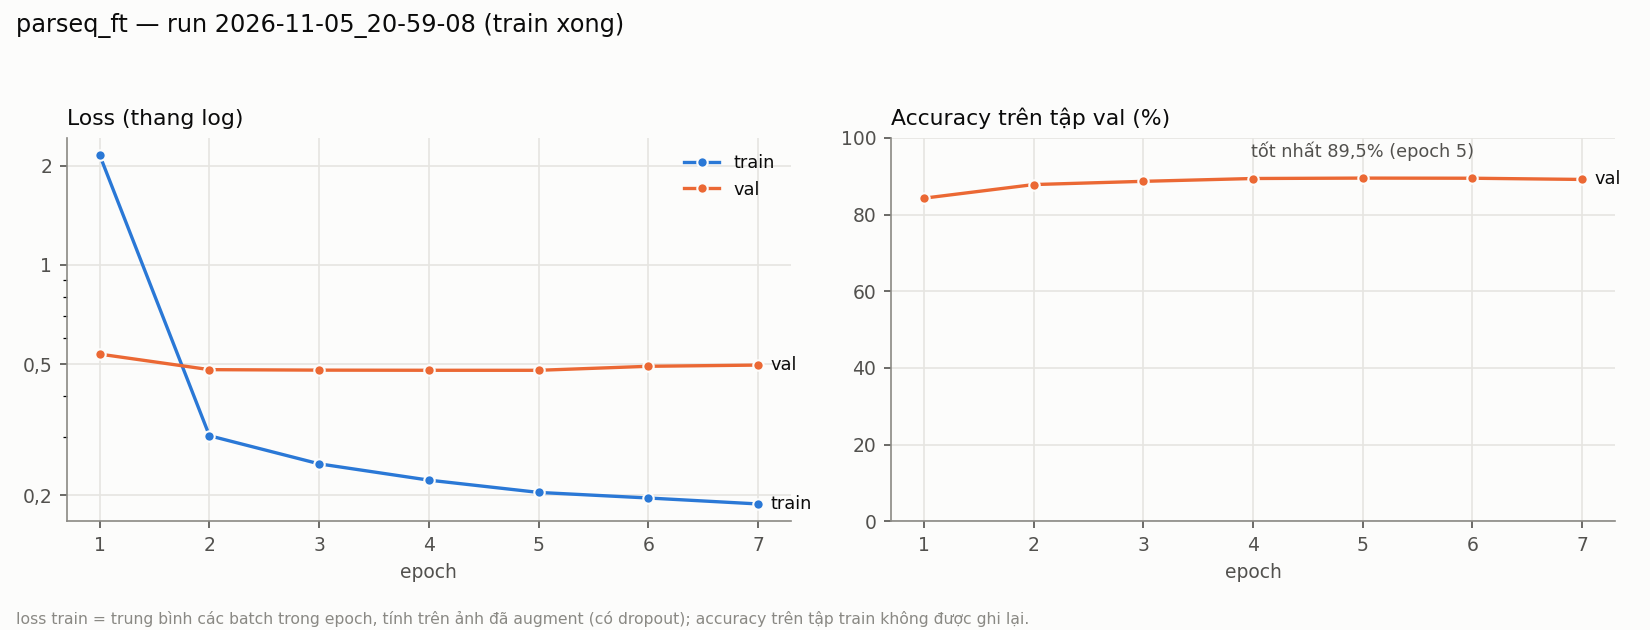 parseq_ft — run 2026-11-05_20-59-08 (train xong)
Loss (thang log)
2
1
0,5
0,2
train
val
val
train
1 2 3 4 5 6 7
epoch
Accuracy trên tập val (%)
100
80
60
40
20
0
tốt nhất 89,5% (epoch 5)
val
1 2 3 4 5 6 7
epoch
loss train = trung bình các batch trong epoch, tính trên ảnh đã augment (có dropout); accuracy trên tập train không được ghi lại.